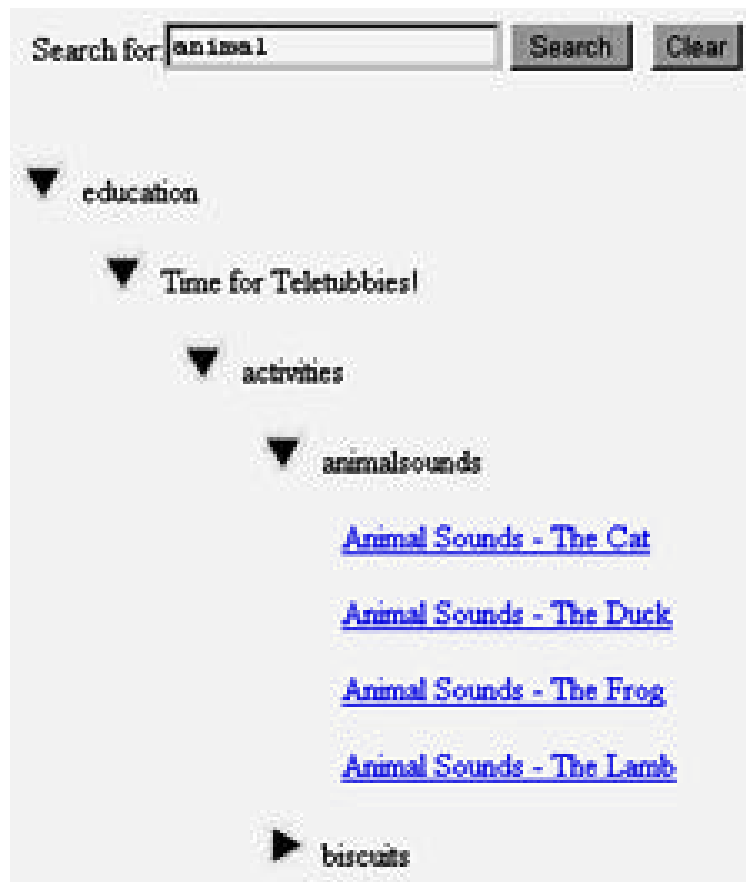 Search for: animal Search Clear
education
Time for Teletubbies!
activities
animalsounds
Animal Sounds - The Cat
Animal Sounds - The Duck
Animal Sounds - The Frog
Animal Sounds - The Lamb
biscuits